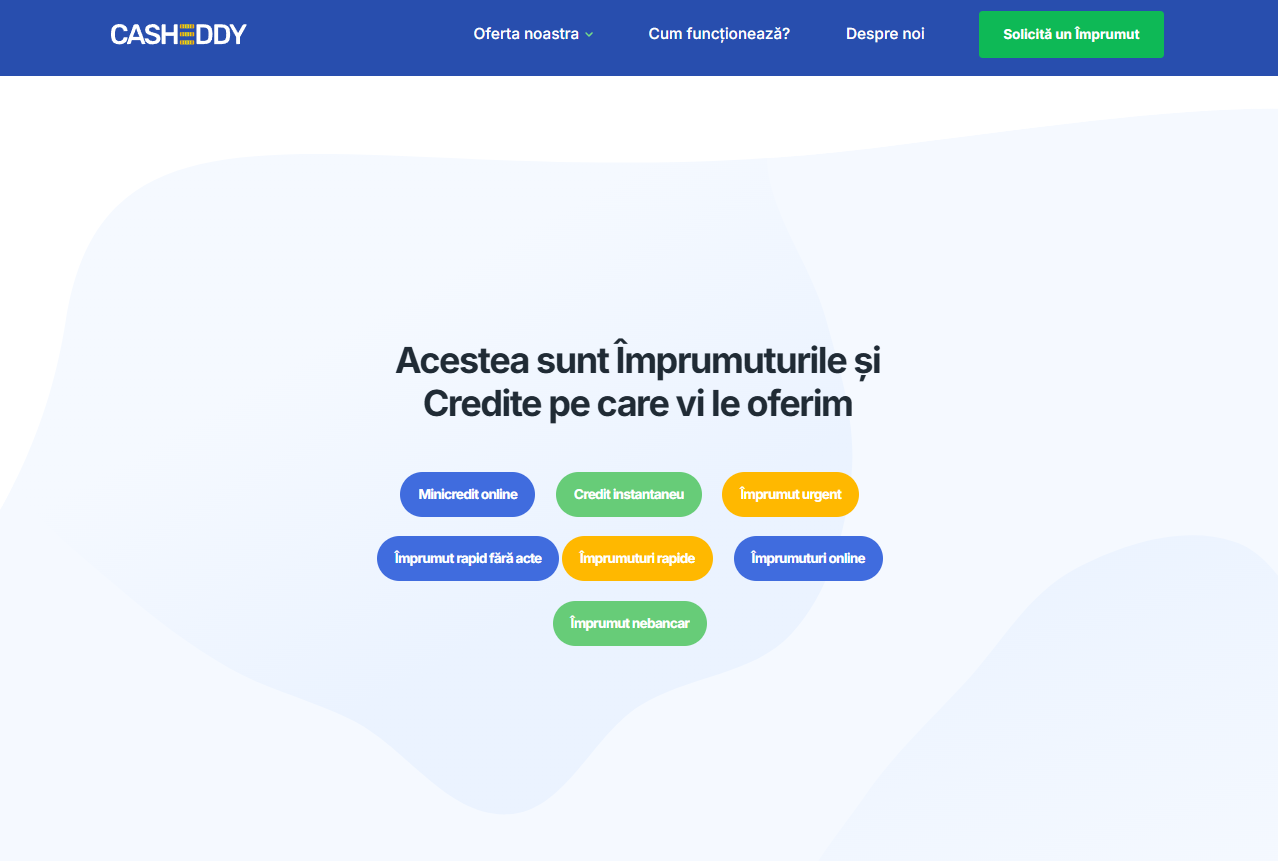 CASHEDDY
Oferta noastra
Cum funcționează?
Despre noi
Solicită un Împrumut
Acestea sunt Împrumuturile și
Credite pe care vi le oferim
Minicredit online
Credit instantaneu
Împrumut urgent
Împrumut rapid fără acte
Împrumuturi rapide
Împrumuturi online
Împrumut nebancar